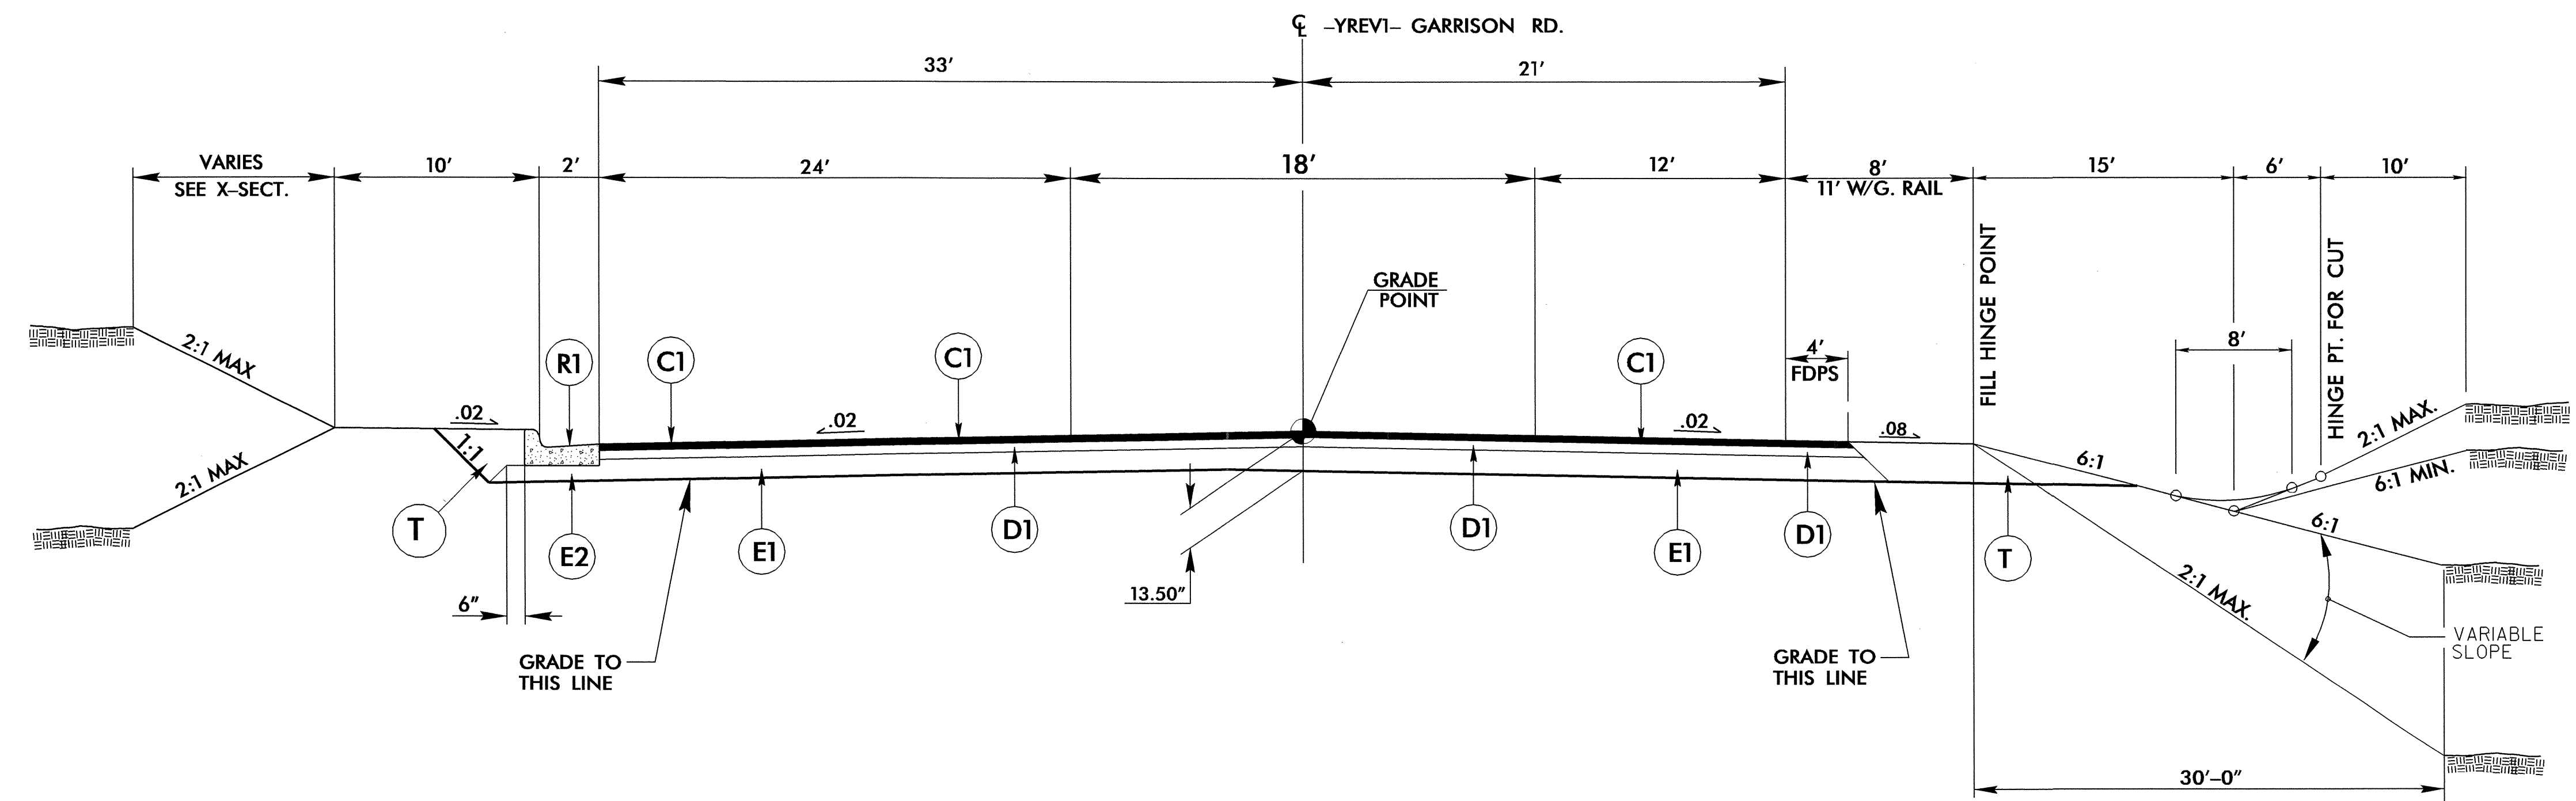 ℄ –YREV1– GARRISON RD.
33'
21'
VARIES
SEE X–SECT.
10'
2'
24'
18'
12'
8'
11' W/G. RAIL
15'
6'
10'
FILL HINGE POINT
HINGE PT. FOR CUT
GRADE
POINT
8'
4'
FDPS
2:1 MAX
R1
C1
C1
C1
.02
.02
.02
.08
1:1
2:1 MAX
6:1
2:1 MAX.
6:1 MIN.
6:1
T
E2
E1
D1
D1
E1
D1
T
2:1 MAX.
13.50"
6"
GRADE TO
THIS LINE
GRADE TO
THIS LINE
VARIABLE
SLOPE
30'–0"